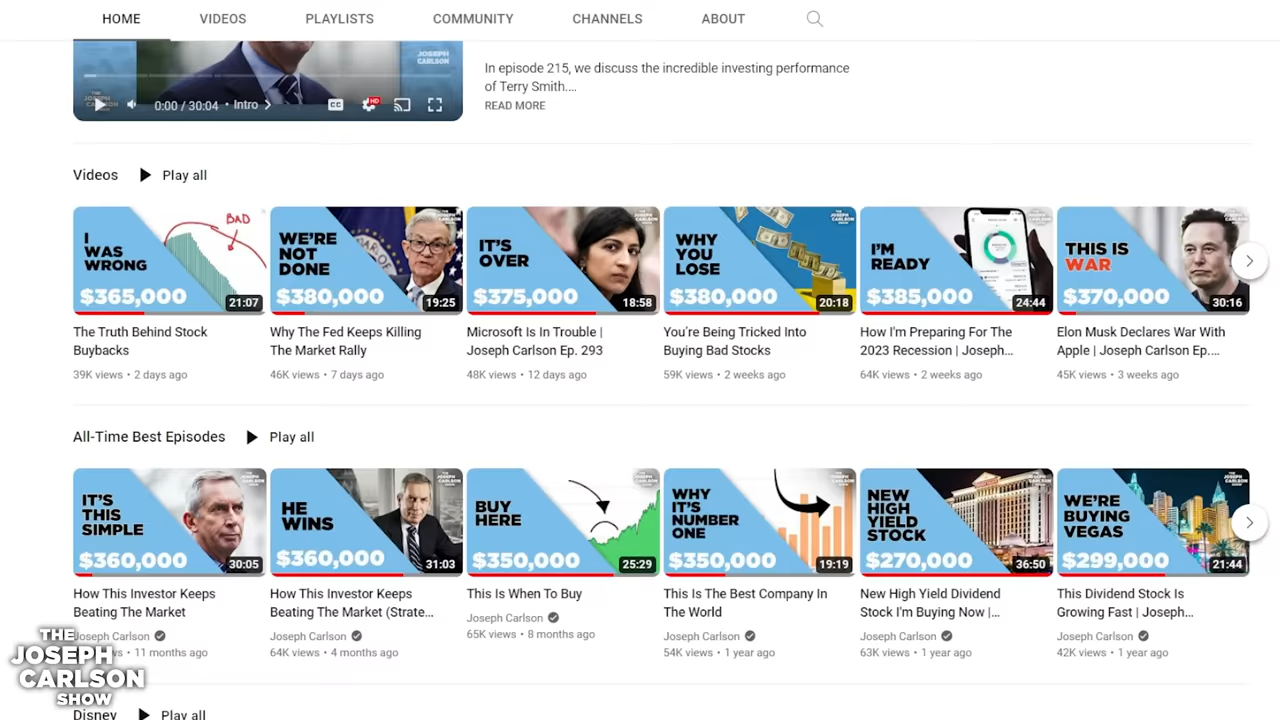 HOME VIDEOS PLAYLISTS COMMUNITY CHANNELS ABOUT
THE
JOSEPH
CARLSON
SHOW
0:00 / 30:04 • Intro
CC
HD
In episode 215, we discuss the incredible investing performance
of Terry Smith....
READ MORE
Videos Play all
I
WAS
WRONG
BAD
$365,000
21:07
The Truth Behind Stock
Buybacks
39K views • 2 days ago
WE'RE
NOT
DONE
$380,000
19:25
Why The Fed Keeps Killing
The Market Rally
46K views • 7 days ago
IT'S
OVER
$375,000
18:58
Microsoft Is In Trouble |
Joseph Carlson Ep. 293
48K views • 12 days ago
WHY
YOU
LOSE
$380,000
20:18
You're Being Tricked Into
Buying Bad Stocks
59K views • 2 weeks ago
I'M
READY
$385,000
24:44
How I'm Preparing For The
2023 Recession | Joseph...
64K views • 2 weeks ago
THIS IS
WAR
$370,000
30:16
Elon Musk Declares War With
Apple | Joseph Carlson Ep....
45K views • 3 weeks ago
All-Time Best Episodes Play all
IT'S
THIS
SIMPLE
$360,000
30:05
How This Investor Keeps
Beating The Market
Joseph Carlson
11 months ago
HE
WINS
$360,000
31:03
How This Investor Keeps
Beating The Market (Strate...
Joseph Carlson
64K views • 4 months ago
BUY
HERE
$350,000
25:29
This Is When To Buy
Joseph Carlson
65K views • 8 months ago
WHY
IT'S
NUMBER
ONE
$350,000
19:19
This Is The Best Company In
The World
Joseph Carlson
54K views • 1 year ago
NEW
HIGH
YIELD
STOCK
$270,000
36:50
New High Yield Dividend
Stock I'm Buying Now |...
Joseph Carlson
63K views • 1 year ago
WE'RE
BUYING
VEGAS
$299,000
21:44
This Dividend Stock Is
Growing Fast | Joseph...
Joseph Carlson
42K views • 1 year ago
THE
JOSEPH
CARLSON
SHOW
Disney Play all